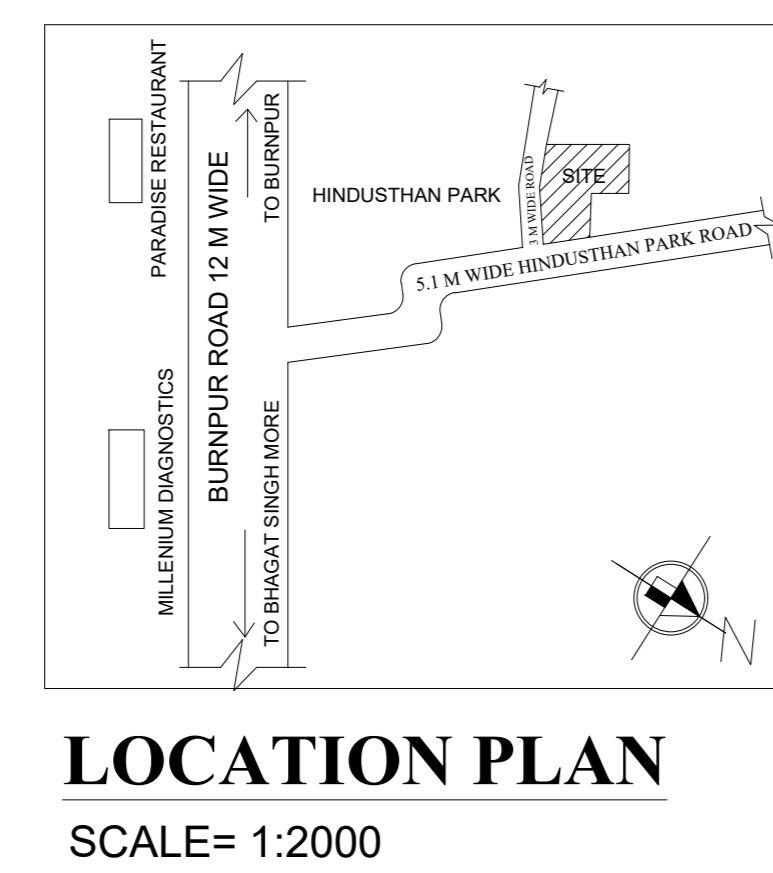 PARADISE RESTAURANT
BURNPUR ROAD 12 M WIDE
TO BURNPUR
HINDUSTHAN PARK
3 M WIDE ROAD
SITE
5.1 M WIDE HINDUSTHAN PARK ROAD
MILLENIUM DIAGNOSTICS
TO BHAGAT SINGH MORE
N
LOCATION PLAN
SCALE= 1:2000